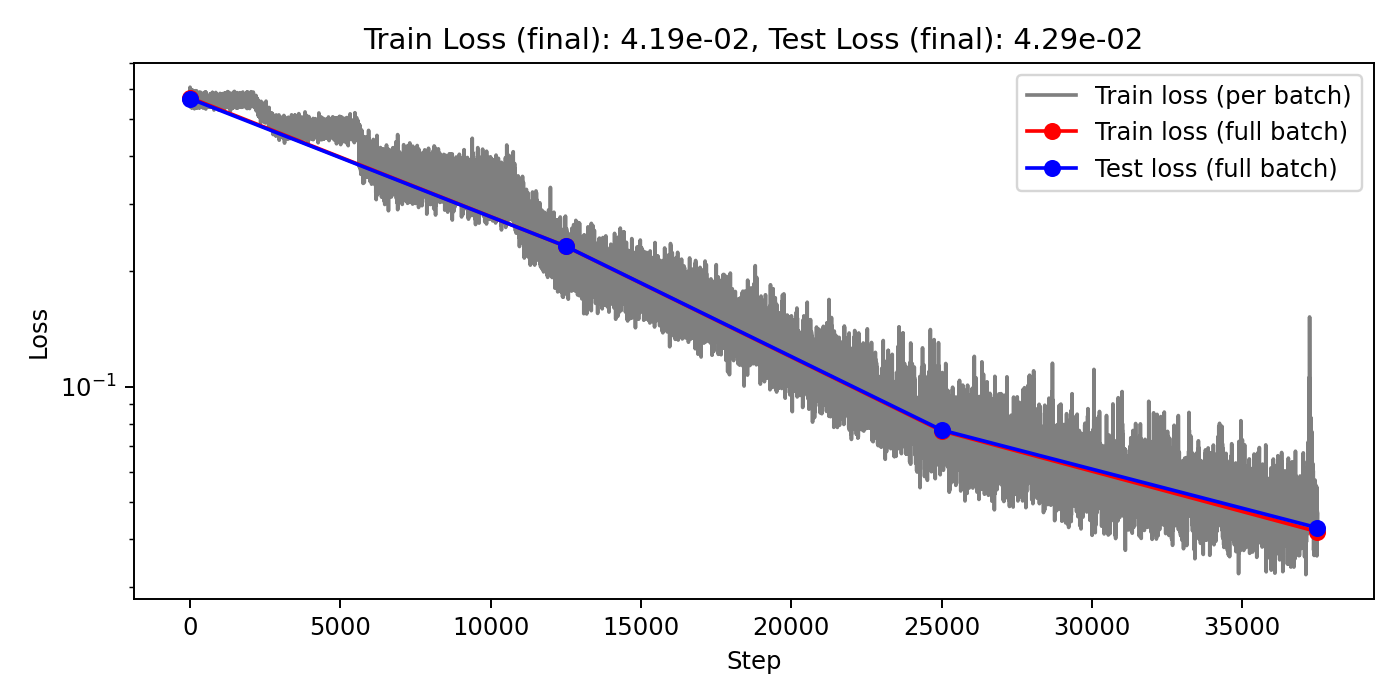 Train Loss (final): 4.19e-02, Test Loss (final): 4.29e-02
Train loss (per batch)
Train loss (full batch)
Test loss (full batch)
Loss
10⁻¹
0 5000 10000 15000 20000 25000 30000 35000
Step